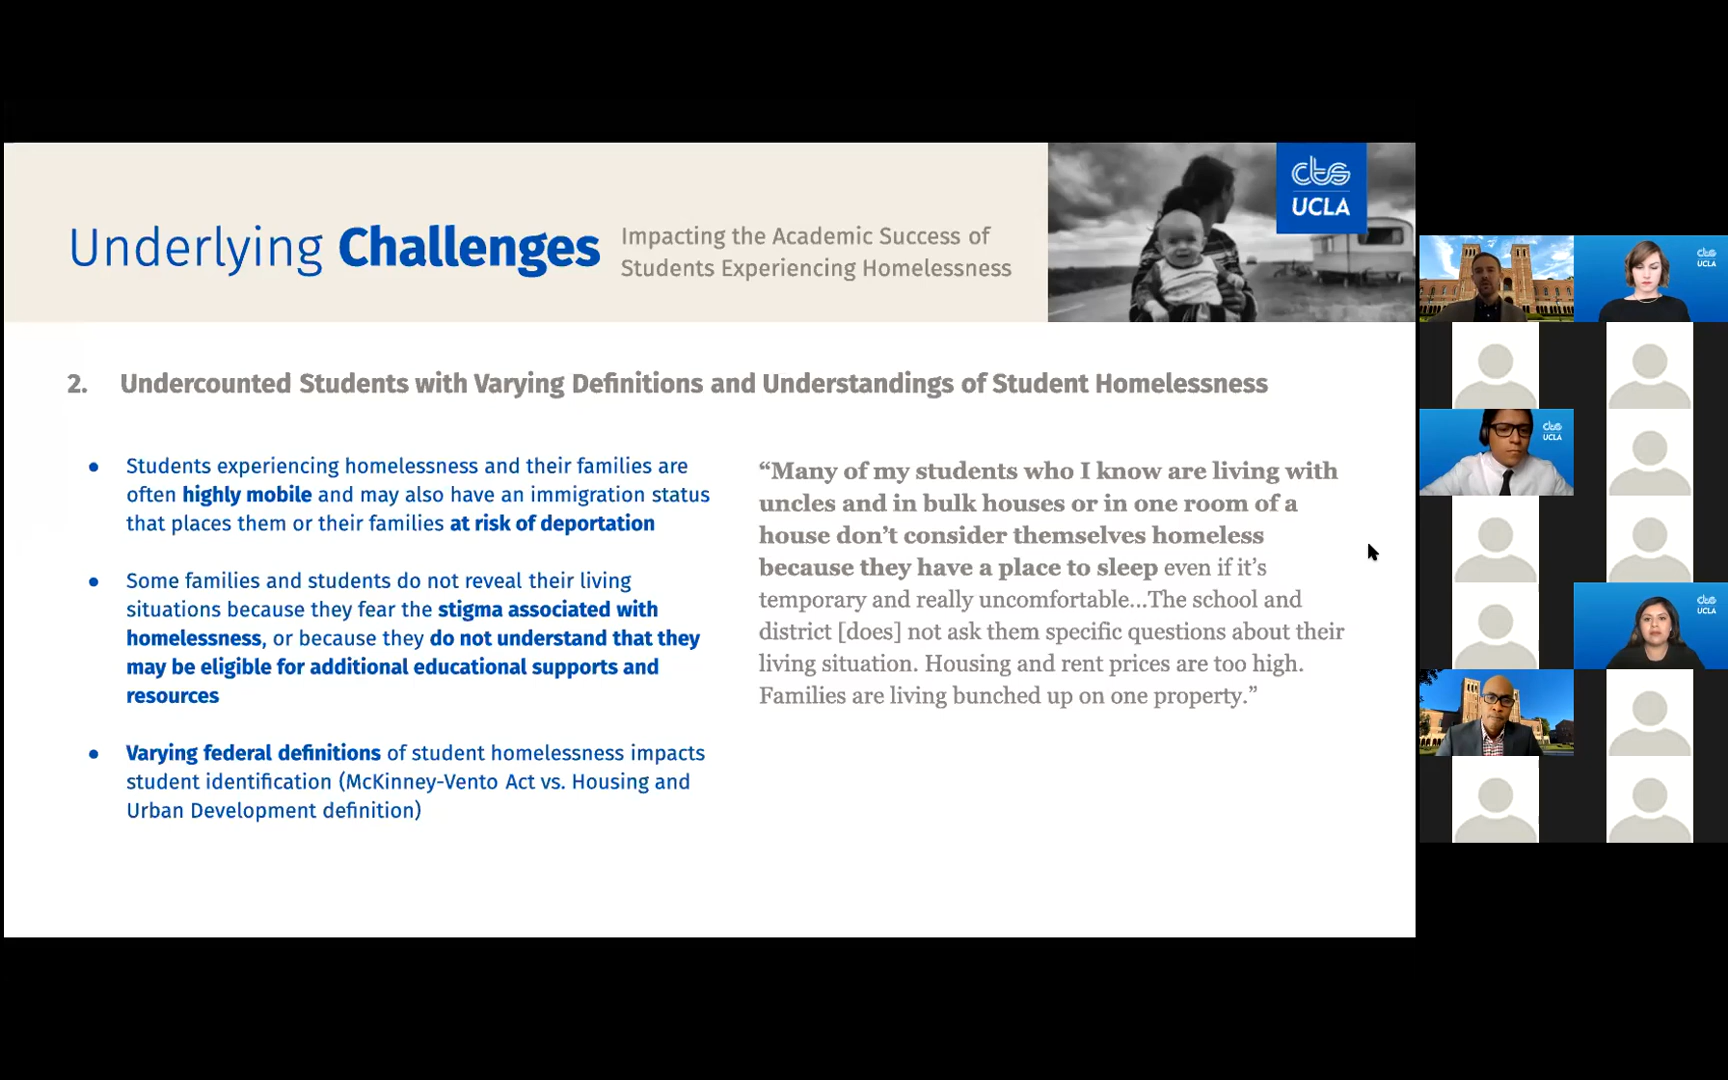 Underlying Challenges
Impacting the Academic Success of
Students Experiencing Homelessness
cts
UCLA
2. Undercounted Students with Varying Definitions and Understandings of Student Homelessness
● Students experiencing homelessness and their families are
often highly mobile and may also have an immigration status
that places them or their families at risk of deportation
● Some families and students do not reveal their living
situations because they fear the stigma associated with
homelessness, or because they do not understand that they
may be eligible for additional educational supports and
resources
● Varying federal definitions of student homelessness impacts
student identification (McKinney-Vento Act vs. Housing and
Urban Development definition)
“Many of my students who I know are living with
uncles and in bulk houses or in one room of a
house don’t consider themselves homeless
because they have a place to sleep even if it’s
temporary and really uncomfortable...The school and
district [does] not ask them specific questions about their
living situation. Housing and rent prices are too high.
Families are living bunched up on one property.”
cts
UCLA
cts
UCLA
cts
UCLA